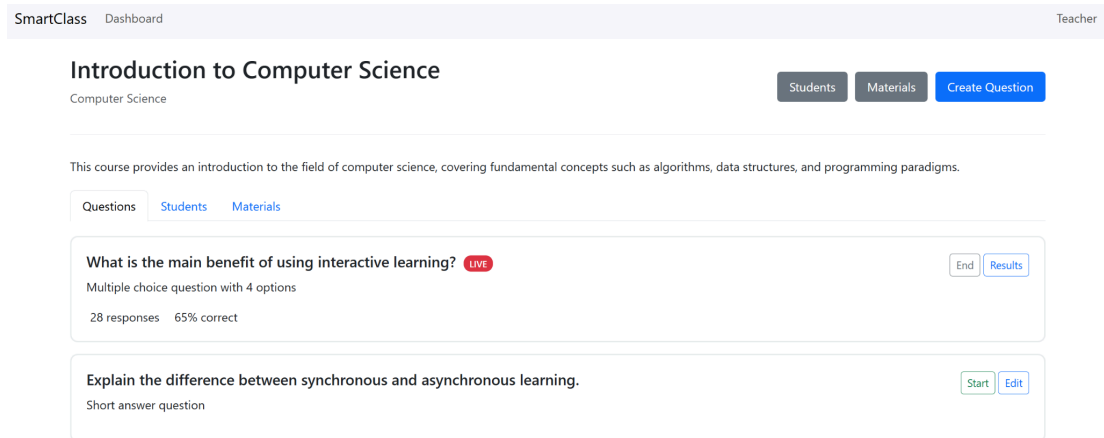 SmartClass Dashboard Teacher
Introduction to Computer Science
Computer Science
Students Materials Create Question
This course provides an introduction to the field of computer science, covering fundamental concepts such as algorithms, data structures, and programming paradigms.
Questions Students Materials
What is the main benefit of using interactive learning? LIVE
End Results
Multiple choice question with 4 options
28 responses 65% correct
Explain the difference between synchronous and asynchronous learning.
Start Edit
Short answer question